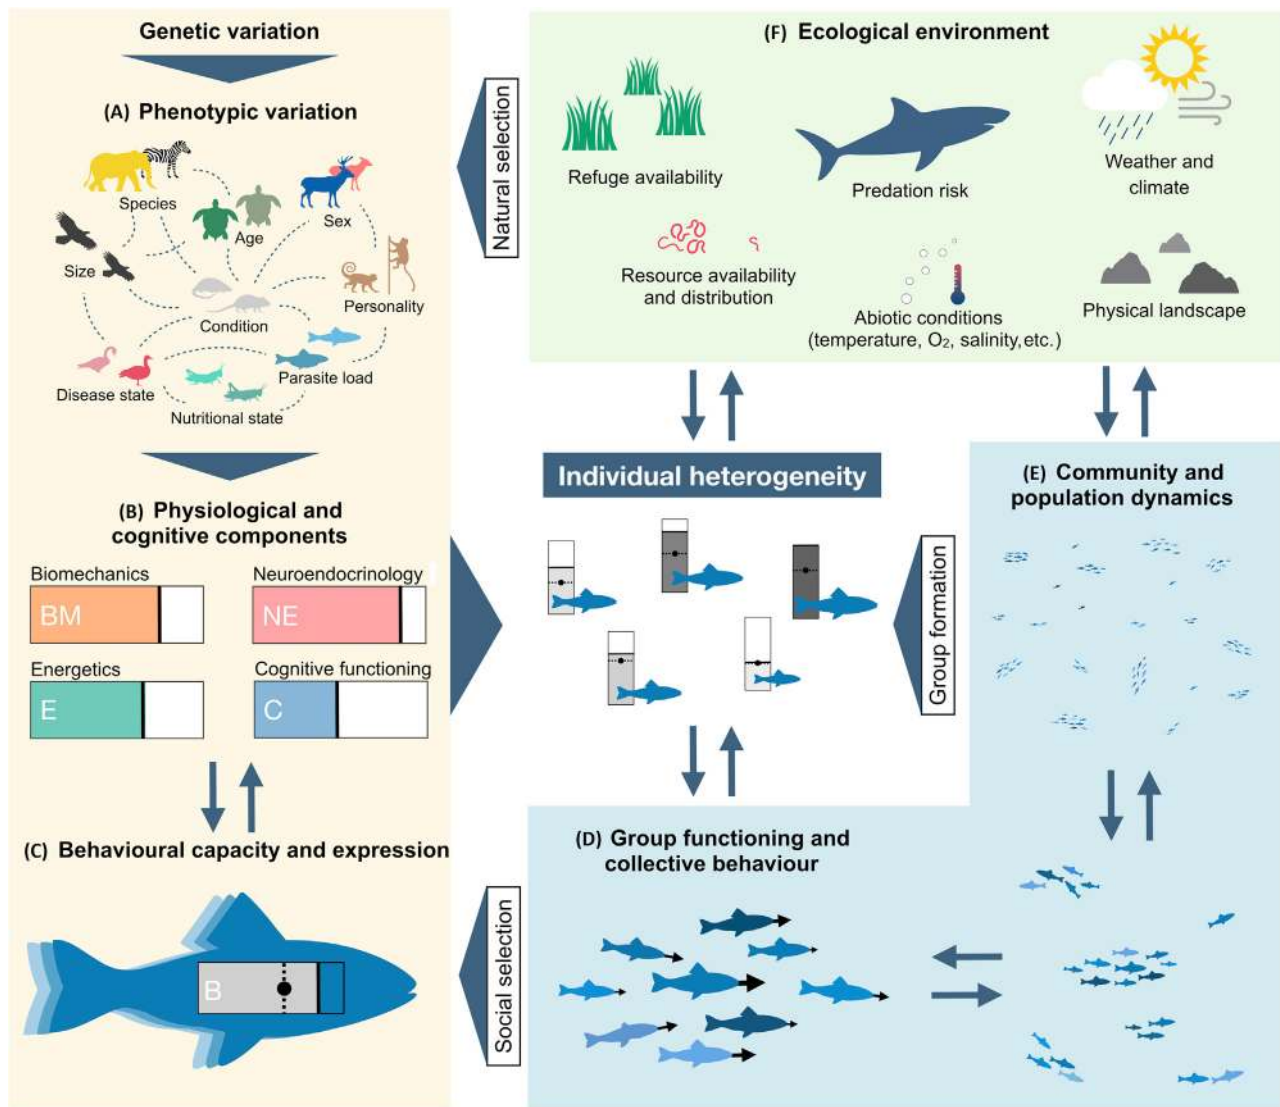 Genetic variation
(A) Phenotypic variation
Species
Sex
Age
Size
Personality
Condition
Parasite load
Disease state
Nutritional state
(B) Physiological and
cognitive components
Biomechanics
BM
Neuroendocrinology
NE
Energetics
E
Cognitive functioning
C
(C) Behavioural capacity and expression
B
Natural selection
Social selection
(F) Ecological environment
Refuge availability
Predation risk
Weather and
climate
Resource availability
and distribution
Abiotic conditions
(temperature, O₂, salinity, etc.)
Physical landscape
Individual heterogeneity
Group formation
(E) Community and
population dynamics
(D) Group functioning and
collective behaviour